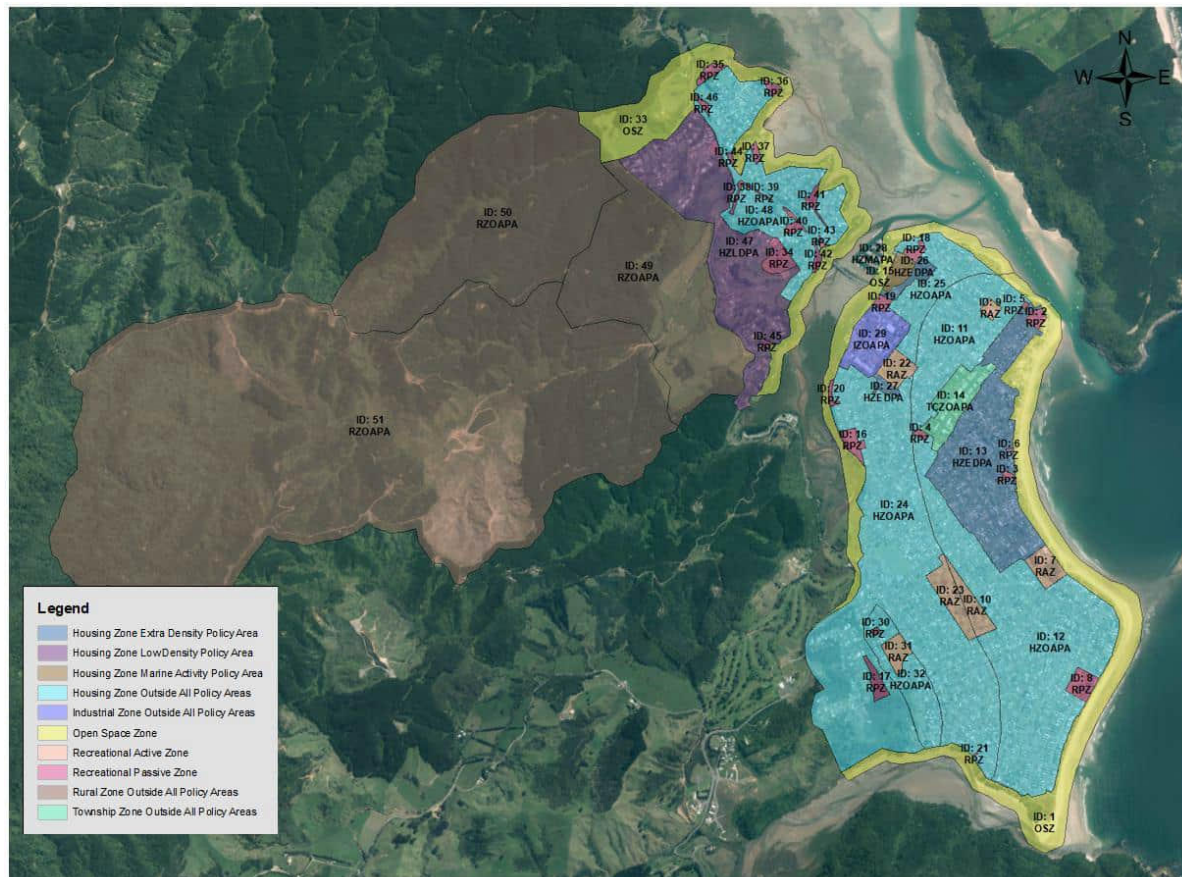 N
W E
S
ID: 35
RPZ
ID: 36
RPZ
ID: 46
RPZ
ID: 33
OSZ
ID: 44
RPZ
ID: 37
RPZ
ID: 38
RPZ
ID: 39
RPZ
ID: 41
RPZ
ID: 48
HZOAPA
ID: 40
RPZ
ID: 43
RPZ
ID: 42
RPZ
ID: 50
RZOAPA
ID: 47
HZLDPA
ID: 34
RPZ
ID: 49
RZOAPA
ID: 45
RPZ
ID: 51
RZOAPA
ID: 28
HZMAPA
ID: 18
RPZ
ID: 26
HZEDPA
ID: 15
OSZ
ID: 25
HZOAPA
ID: 19
RPZ
ID: 9
RAZ
ID: 5
ID: 2
RPZ
ID: 29
IZOAPA
ID: 11
HZOAPA
ID: 22
RAZ
ID: 27
HZEDPA
ID: 20
RPZ
ID: 14
TCZOAPA
ID: 4
RPZ
ID: 16
RPZ
ID: 13
HZEDPA
ID: 6
RPZ
ID: 3
RPZ
ID: 24
HZOAPA
ID: 7
RAZ
ID: 23
RAZ
ID: 10
RAZ
ID: 30
RPZ
ID: 31
RAZ
ID: 12
HZOAPA
ID: 17
RPZ
ID: 32
HZOAPA
ID: 8
RPZ
ID: 21
RPZ
ID: 1
OSZ
Legend
Housing Zone Extra Density Policy Area
Housing Zone Low Density Policy Area
Housing Zone Marine Activity Policy Area
Housing Zone Outside All Policy Areas
Industrial Zone Outside All Policy Areas
Open Space Zone
Recreational Active Zone
Recreational Passive Zone
Rural Zone Outside All Policy Areas
Township Zone Outside All Policy Areas